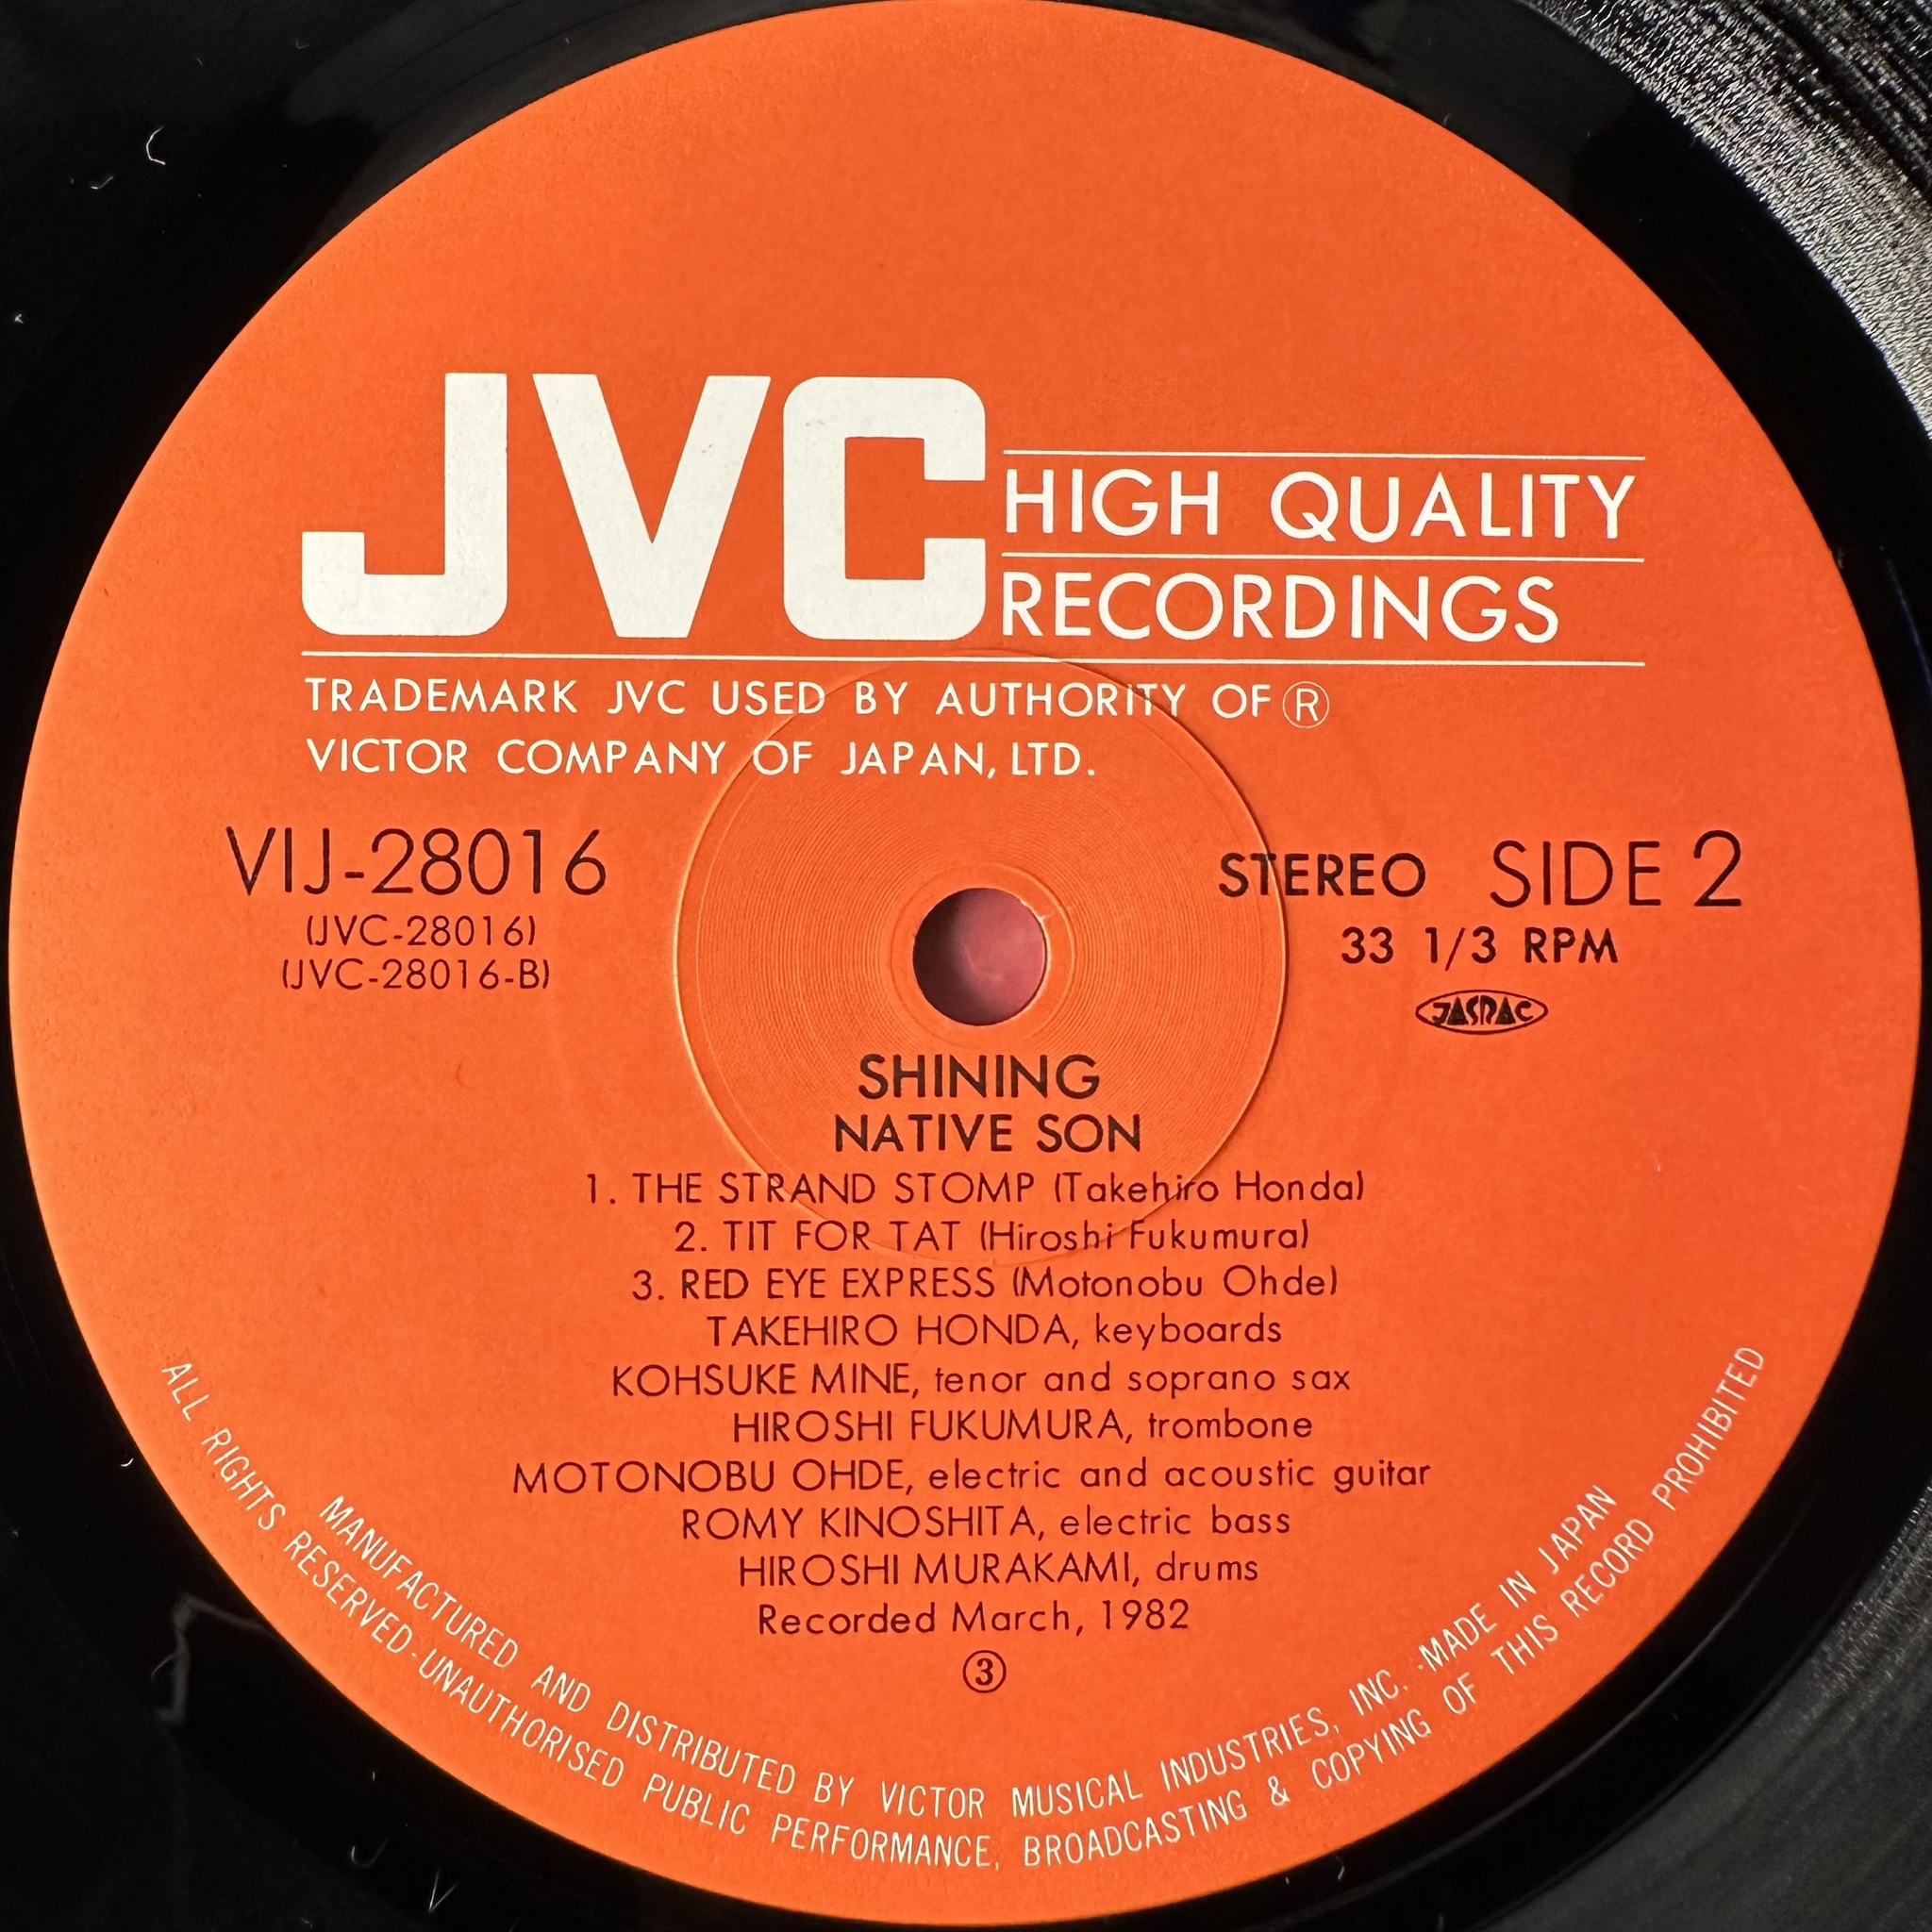 JVC
HIGH QUALITY
RECORDINGS
TRADEMARK JVC USED BY AUTHORITY OF ®
VICTOR COMPANY OF JAPAN, LTD.
VIJ-28016
(JVC-28016)
(JVC-28016-B)
STEREO SIDE 2
33 1/3 RPM
JASRAC
SHINING
NATIVE SON
1. THE STRAND STOMP (Takehiro Honda)
2. TIT FOR TAT (Hiroshi Fukumura)
3. RED EYE EXPRESS (Motonobu Ohde)
TAKEHIRO HONDA, keyboards
KOHSUKE MINE, tenor and soprano sax
HIROSHI FUKUMURA, trombone
MOTONOBU OHDE, electric and acoustic guitar
ROMY KINOSHITA, electric bass
HIROSHI MURAKAMI, drums
Recorded March, 1982
③
MANUFACTURED AND DISTRIBUTED BY VICTOR MUSICAL INDUSTRIES, INC. · MADE IN JAPAN
ALL RIGHTS RESERVED·UNAUTHORISED PUBLIC PERFORMANCE, BROADCASTING & COPYING OF THIS RECORD PROHIBITED
J V C